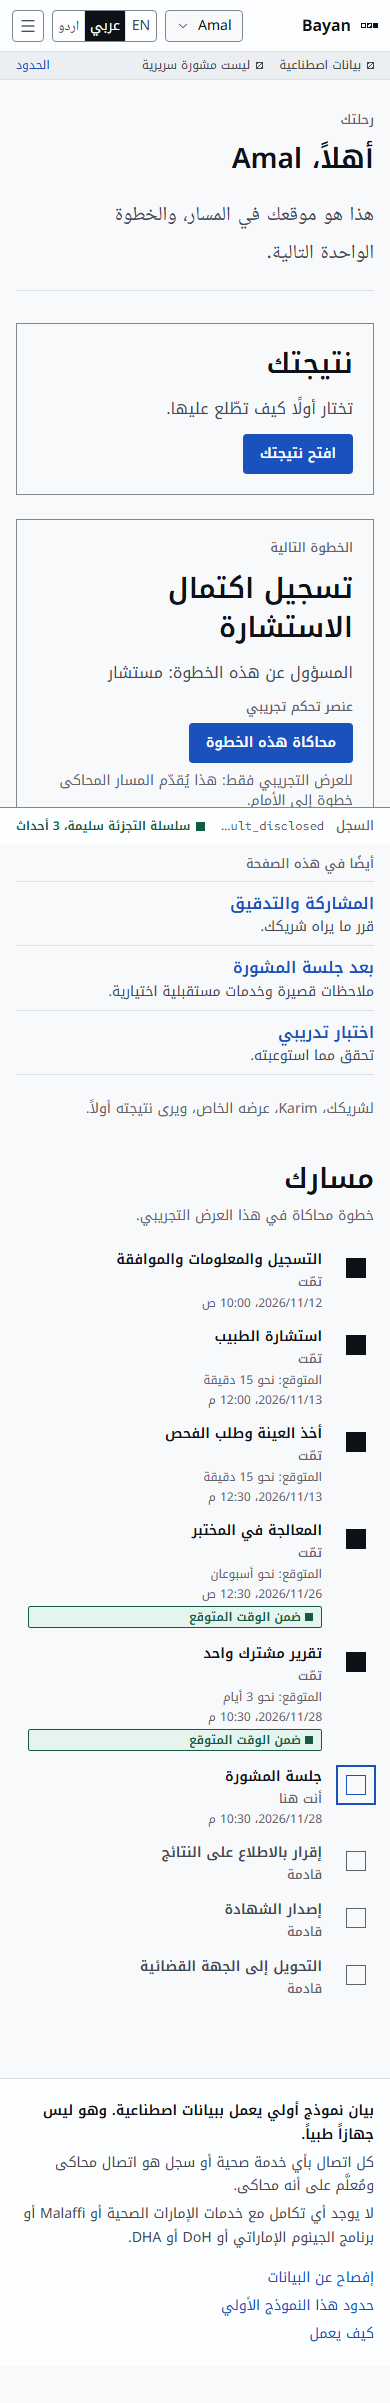 Bayan
Amal
EN
عربي
اردو
بيانات اصطناعية
ليست مشورة سريرية
الحدود
رحلتك
أهلاً، Amal
هذا هو موقعك في المسار، والخطوة
الواحدة التالية.
نتيجتك
تختار أولًا كيف تطّلع عليها.
افتح نتيجتك
الخطوة التالية
تسجيل اكتمال
الاستشارة
المسؤول عن هذه الخطوة: مستشار
عنصر تحكم تجريبي
محاكاة هذه الخطوة
للعرض التجريبي فقط: هذا يُقدّم المسار المحاكى
خطوة إلى الأمام.
السجل
…ult_disclosed
سلسلة التجزئة سليمة، 3 أحداث
أيضًا في هذه الصفحة
المشاركة والتدقيق
قرر ما يراه شريكك.
بعد جلسة المشورة
ملاحظات قصيرة وخدمات مستقبلية اختيارية.
اختبار تدريبي
تحقق مما استوعبته.
لشريكك، Karim، عرضه الخاص، ويرى نتيجته أولاً.
مسارك
خطوة محاكاة في هذا العرض التجريبي.
التسجيل والمعلومات والموافقة
تمّت
2026/11/12، 10:00 ص
استشارة الطبيب
تمّت
المتوقع: نحو 15 دقيقة
2026/11/13، 12:00 م
أخذ العينة وطلب الفحص
تمّت
المتوقع: نحو 15 دقيقة
2026/11/13، 12:30 م
المعالجة في المختبر
تمّت
المتوقع: نحو أسبوعان
2026/11/26، 12:30 ص
ضمن الوقت المتوقع
تقرير مشترك واحد
تمّت
المتوقع: نحو 3 أيام
2026/11/28، 10:30 م
ضمن الوقت المتوقع
جلسة المشورة
أنت هنا
2026/11/28، 10:30 م
إقرار بالاطلاع على النتائج
قادمة
إصدار الشهادة
قادمة
التحويل إلى الجهة القضائية
قادمة
بيان نموذج أولي يعمل ببيانات اصطناعية. وهو ليس
جهازاً طبياً.
كل اتصال بأي خدمة صحية أو سجل هو اتصال محاكى
ومُعلَّم على أنه محاكى.
لا يوجد أي تكامل مع خدمات الإمارات الصحية أو Malaffi أو
برنامج الجينوم الإماراتي أو DoH أو DHA.
إفصاح عن البيانات
حدود هذا النموذج الأولي
كيف يعمل